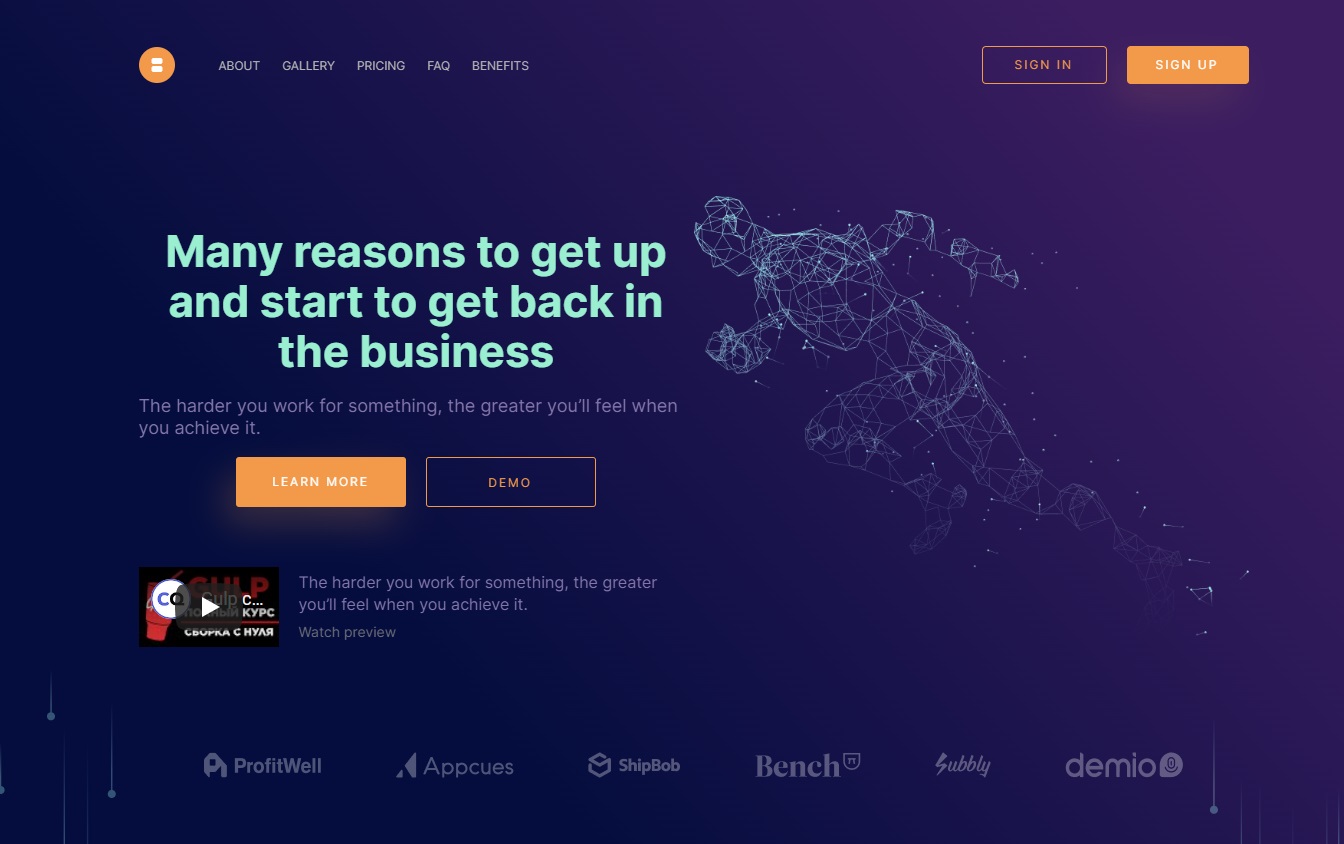 ABOUT GALLERY PRICING FAQ BENEFITS
SIGN IN
SIGN UP
Many reasons to get up
and start to get back in
the business
The harder you work for something, the greater you’ll feel when
you achieve it.
LEARN MORE
DEMO
GULP
CQ
Gulp c...
ПОЛНЫЙ КУРС
СБОРКА С НУЛЯ
The harder you work for something, the greater
you’ll feel when you achieve it.
Watch preview
ProfitWell
Appcues
ShipBob
Bench
Subbly
demio